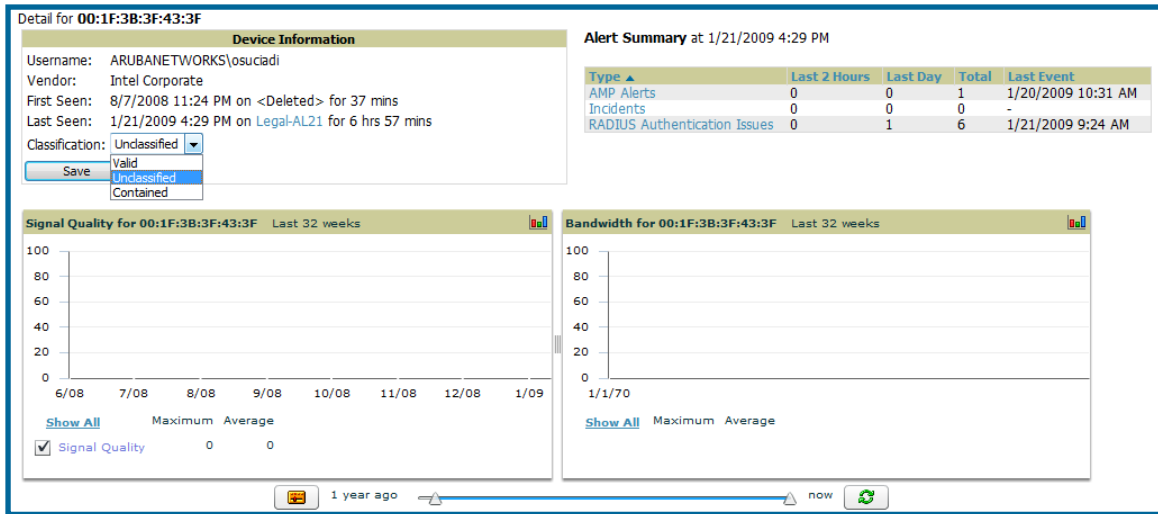 Detail for 00:1F:3B:3F:43:3F
Device Information
Username: ARUBANETWORKS\osuciadi
Vendor: Intel Corporate
First Seen: 8/7/2008 11:24 PM on <Deleted> for 37 mins
Last Seen: 1/21/2009 4:29 PM on Legal-AL21 for 6 hrs 57 mins
Classification: Unclassified
Valid
Save
Unclassified
Contained
Alert Summary at 1/21/2009 4:29 PM
Type ▲ Last 2 Hours Last Day Total Last Event
AMP Alerts 0 0 1 1/20/2009 10:31 AM
Incidents 0 0 0 -
RADIUS Authentication Issues 0 1 6 1/21/2009 9:24 AM
Signal Quality for 00:1F:3B:3F:43:3F Last 32 weeks
100
80
60
40
20
0
6/08 7/08 8/08 9/08 10/08 11/08 12/08 1/09
Show All Maximum Average
Signal Quality 0 0
Bandwidth for 00:1F:3B:3F:43:3F Last 32 weeks
100
80
60
40
20
0
1/1/70
Show All Maximum Average
1 year ago now